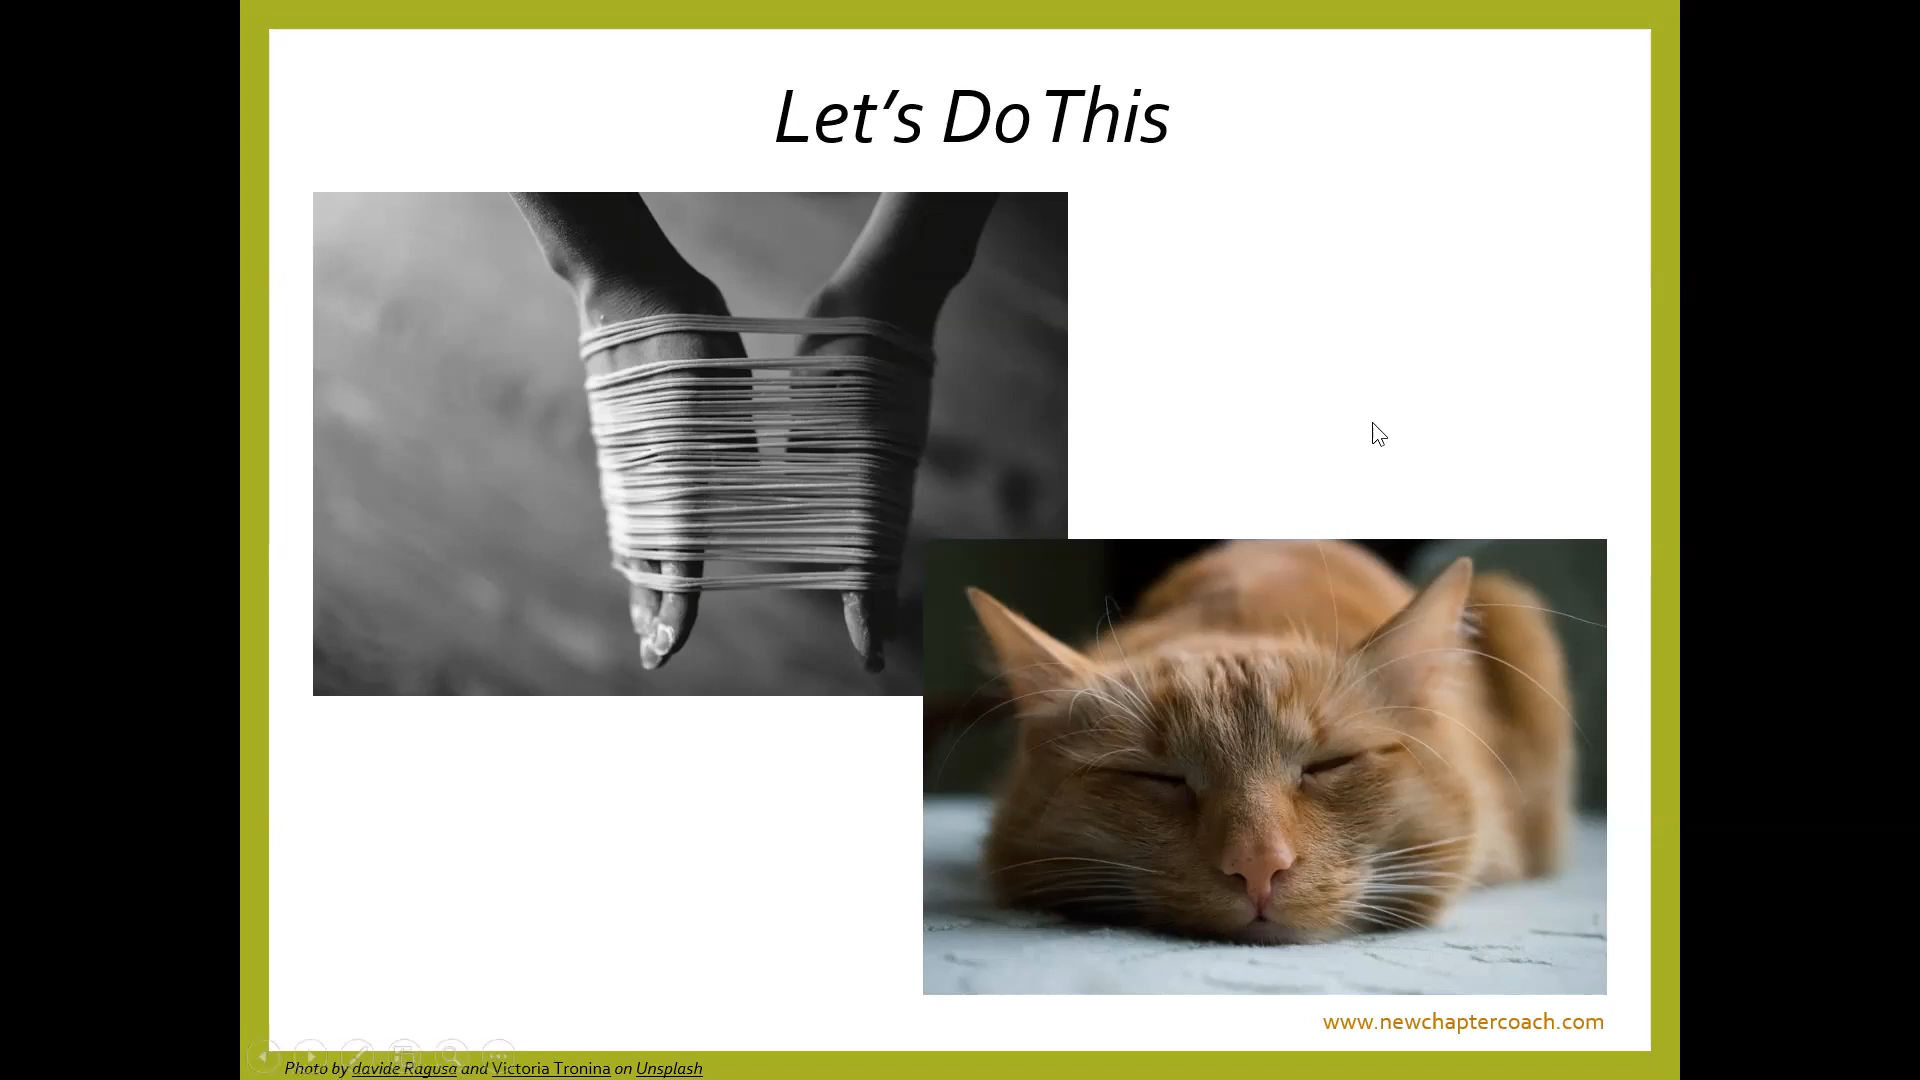 Let's Do This
www.newchaptercoach.com
Photo by davide Ragusa and Victoria Tronina on Unsplash